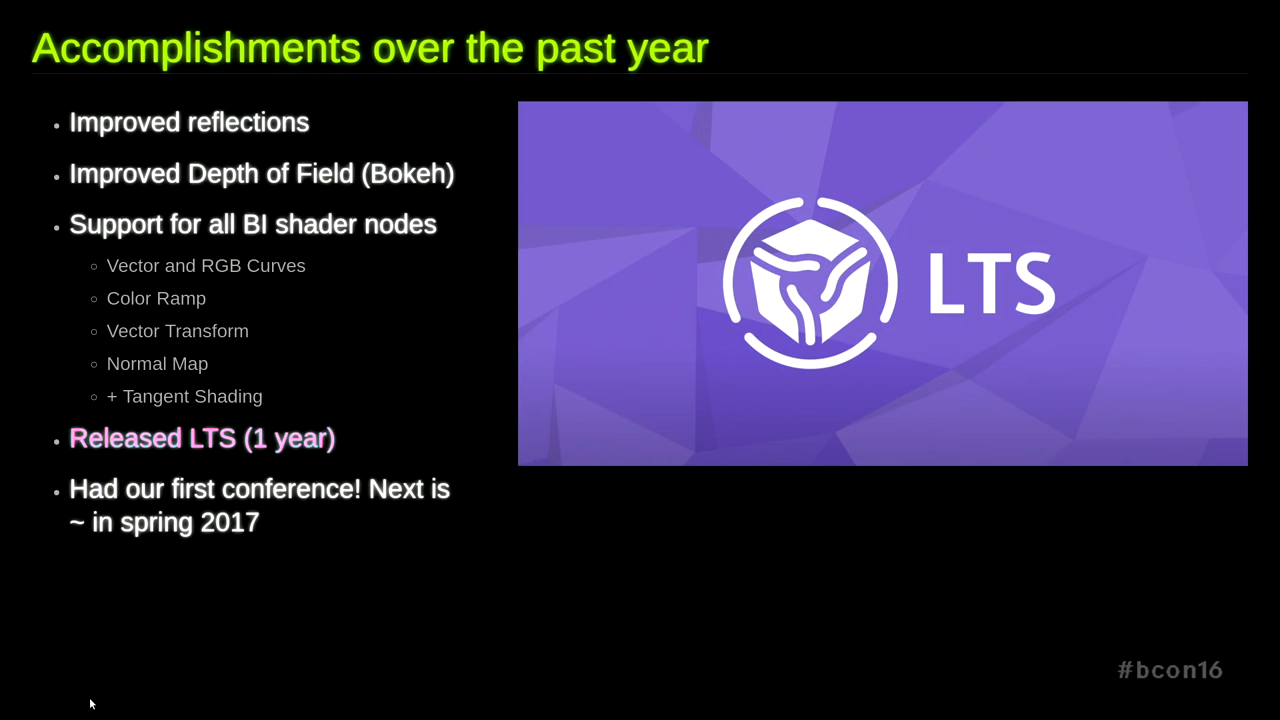 Accomplishments over the past year
Improved reflections
Improved Depth of Field (Bokeh)
Support for all BI shader nodes
Vector and RGB Curves
Color Ramp
Vector Transform
Normal Map
+ Tangent Shading
Released LTS (1 year)
Had our first conference! Next is
~ in spring 2017
LTS
#bcon16